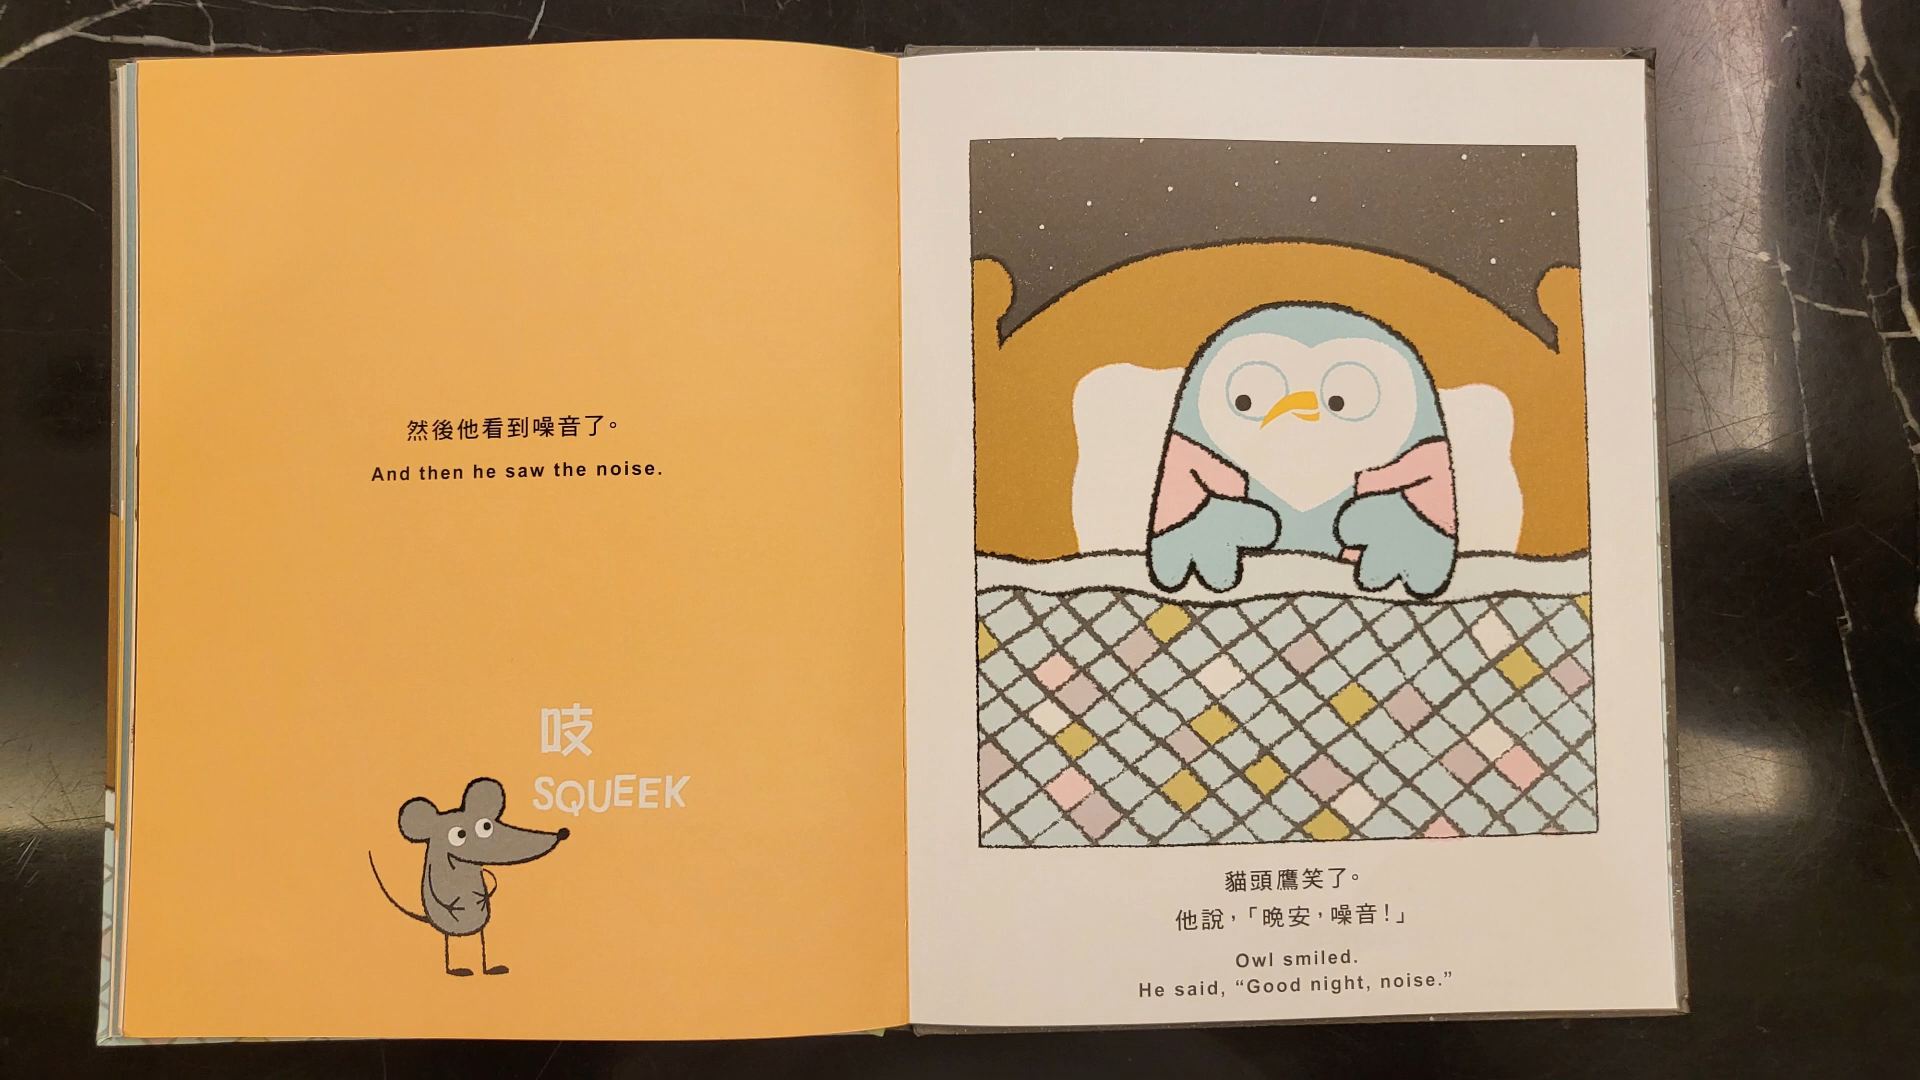 然後他看到噪音了。
And then he saw the noise.
吱
SQUEEK
貓頭鷹笑了。
他說，「晚安，噪音！」
Owl smiled.
He said, “Good night, noise.”